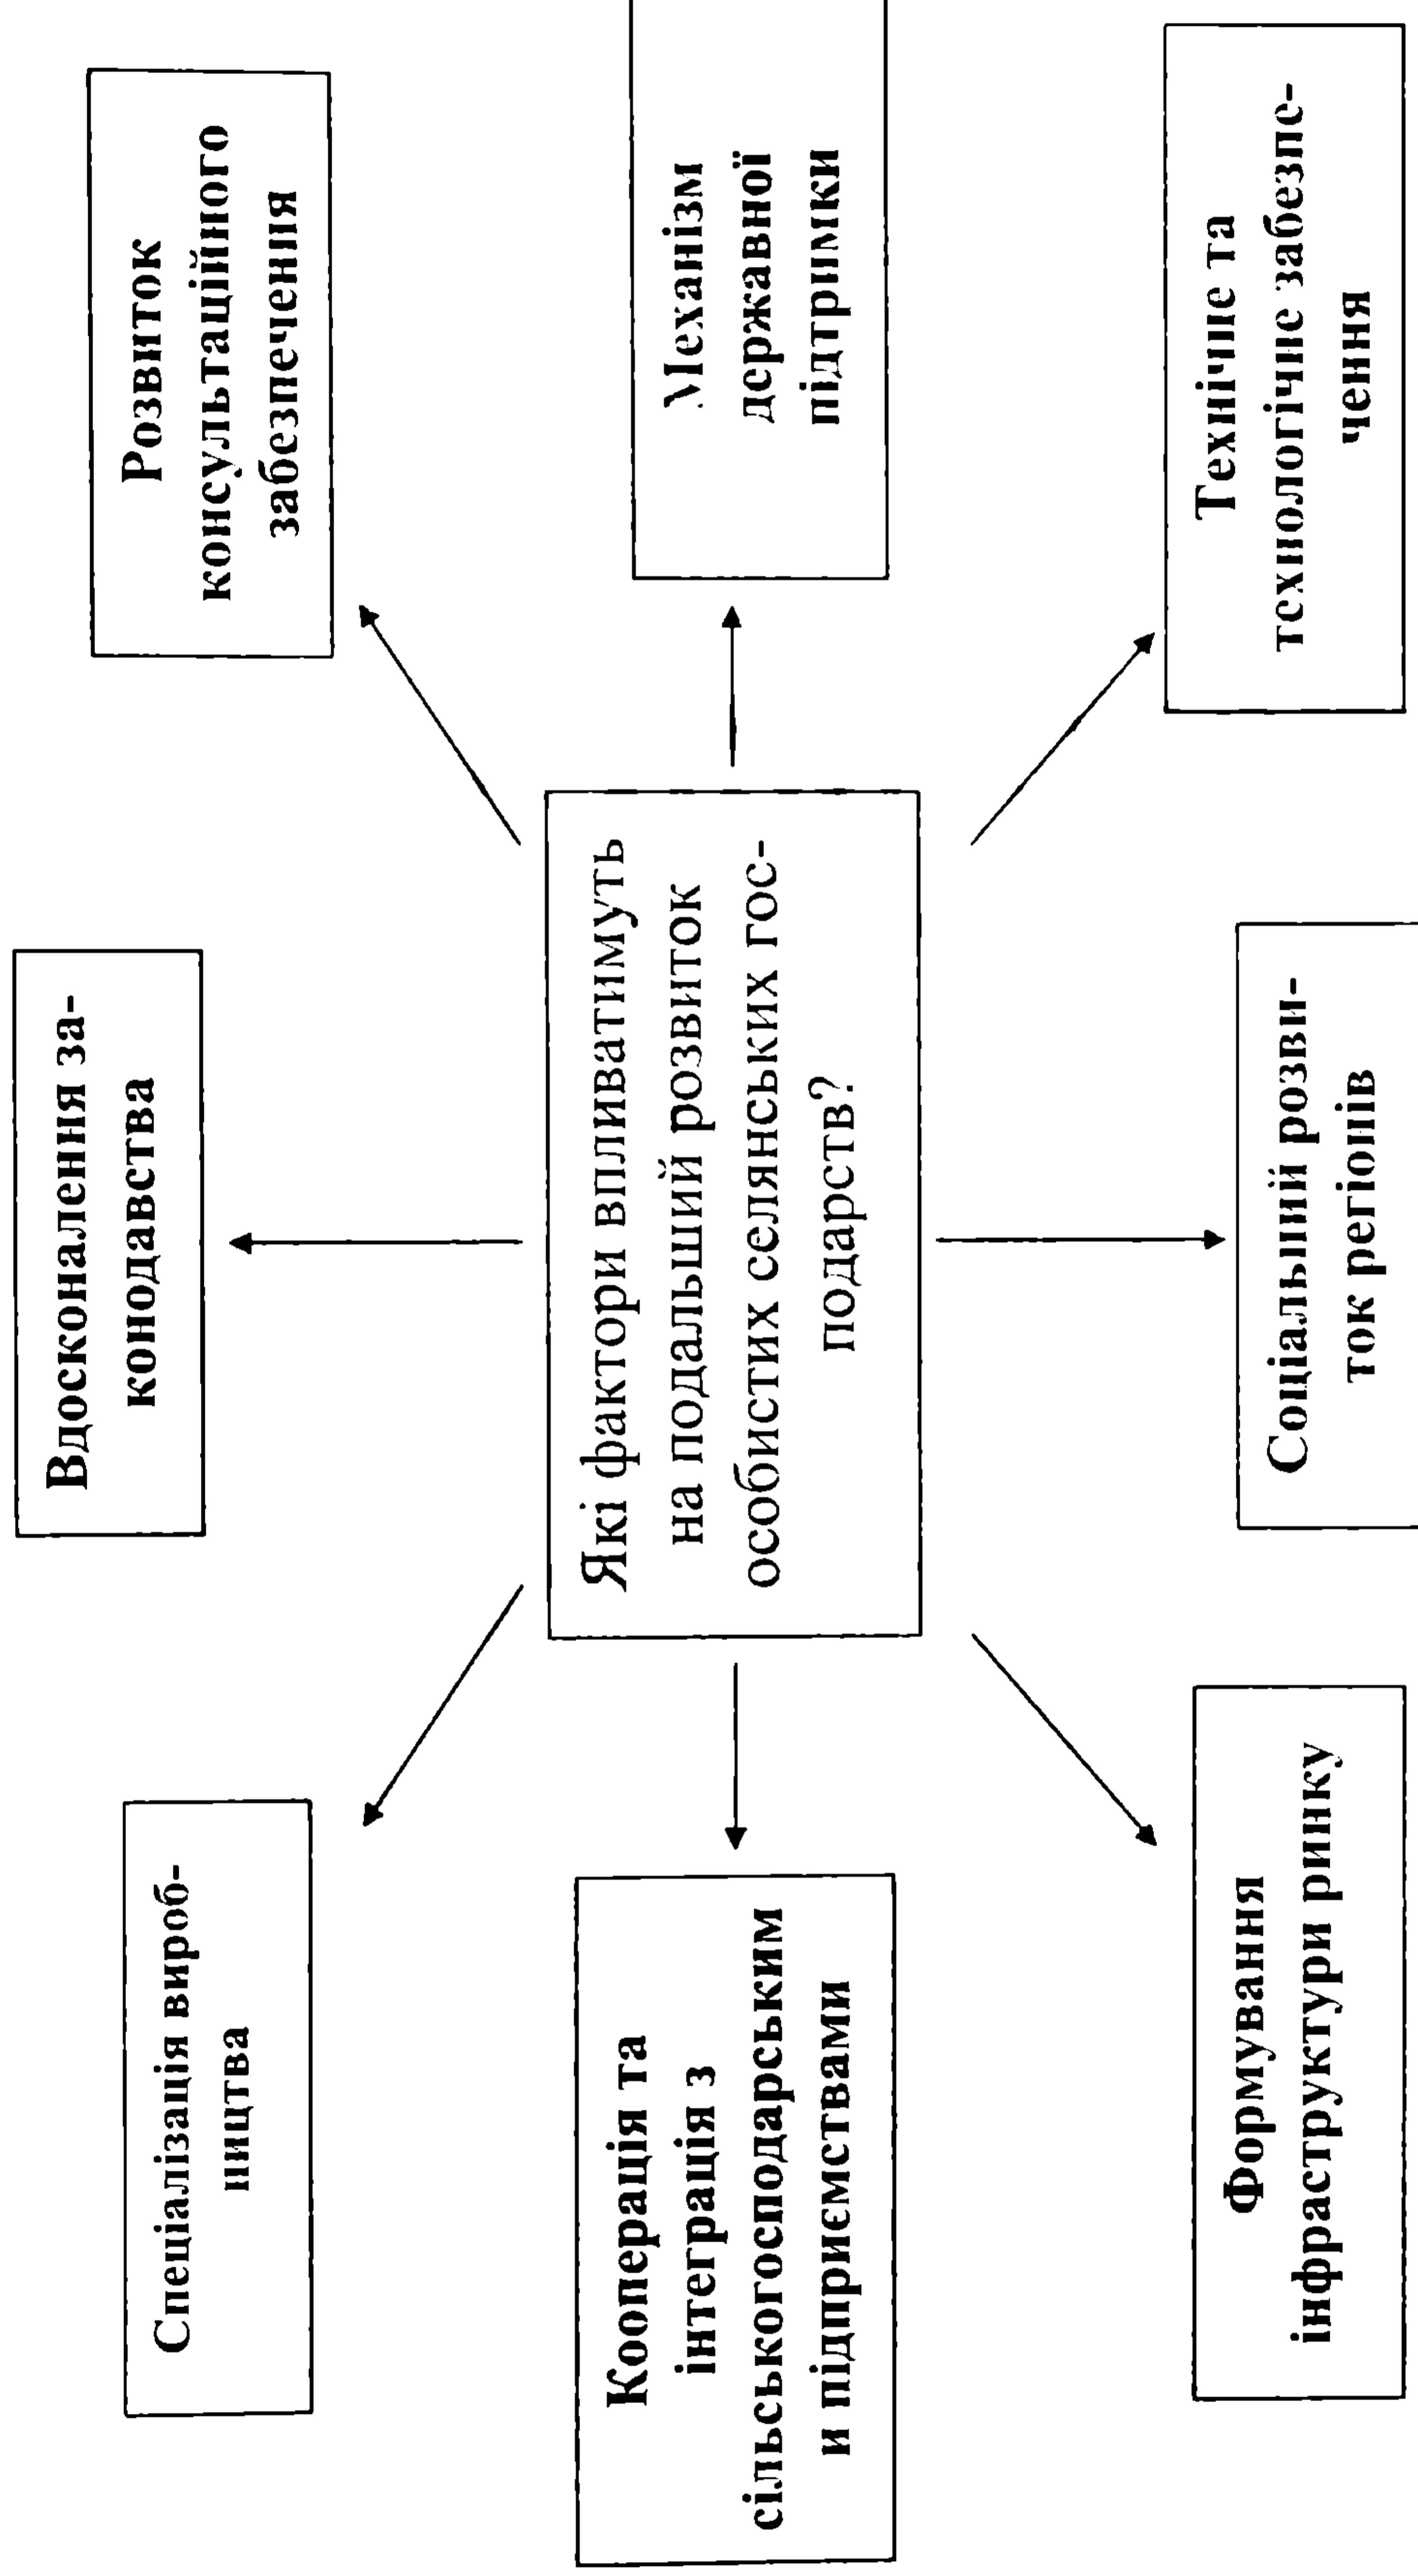 Спеціалізація вироб-
ництва
Вдосконалення за-
конодавства
Розвиток
консультаційного
забезпечення
Кооперація та
інтеграція з
сільськогосподарським
и підприємствами
Які фактори впливатимуть
на подальший розвиток
особистих селянських гос-
подарств?
Механізм
державної
підтримки
Формування
інфраструктури ринку
Соціальний розви-
ток регіонів
Технічне та
технологічне забезпе-
чення